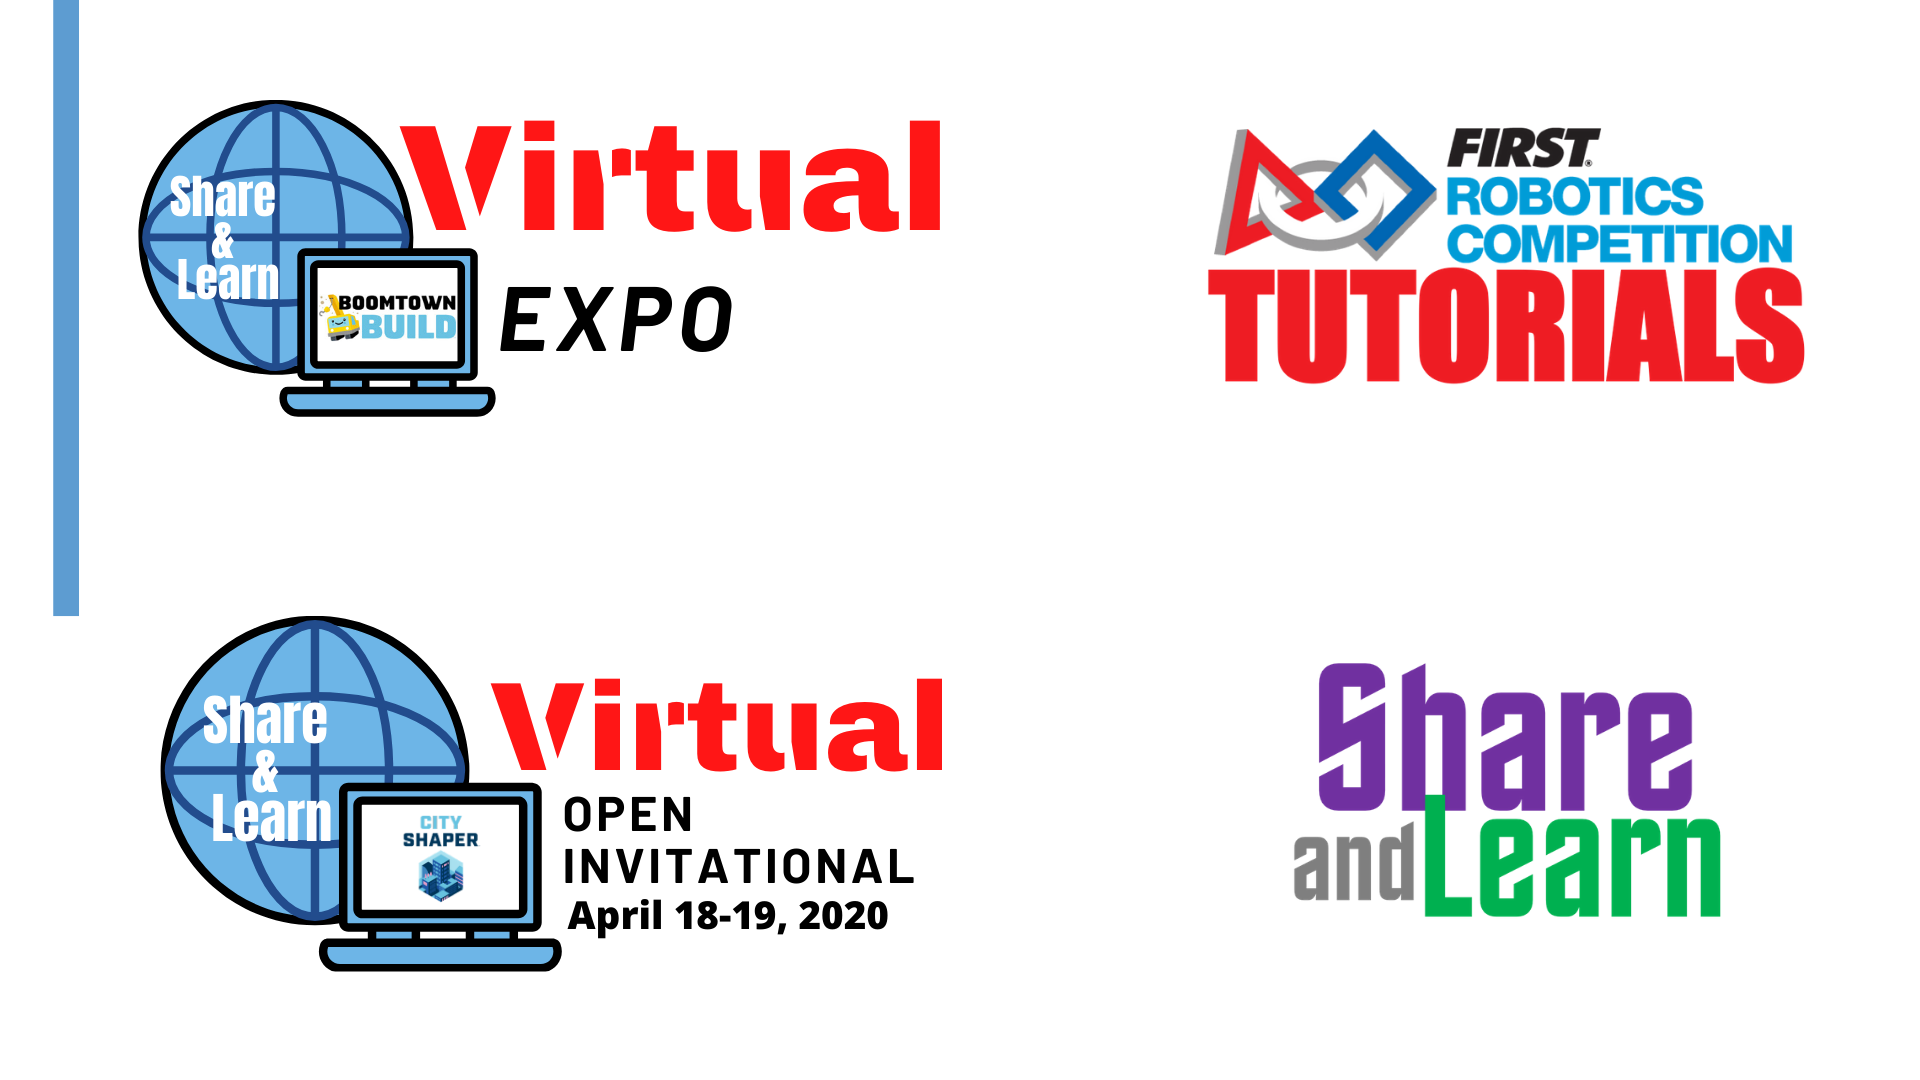 Share
&
Learn
BOOMTOWN
BUILD
Virtual
EXPO
FIRST®
ROBOTICS
COMPETITION
TUTORIALS
Share
&
Learn
CITY
SHAPER
Virtual
OPEN
INVITATIONAL
April 18-19, 2020
Share
and Learn